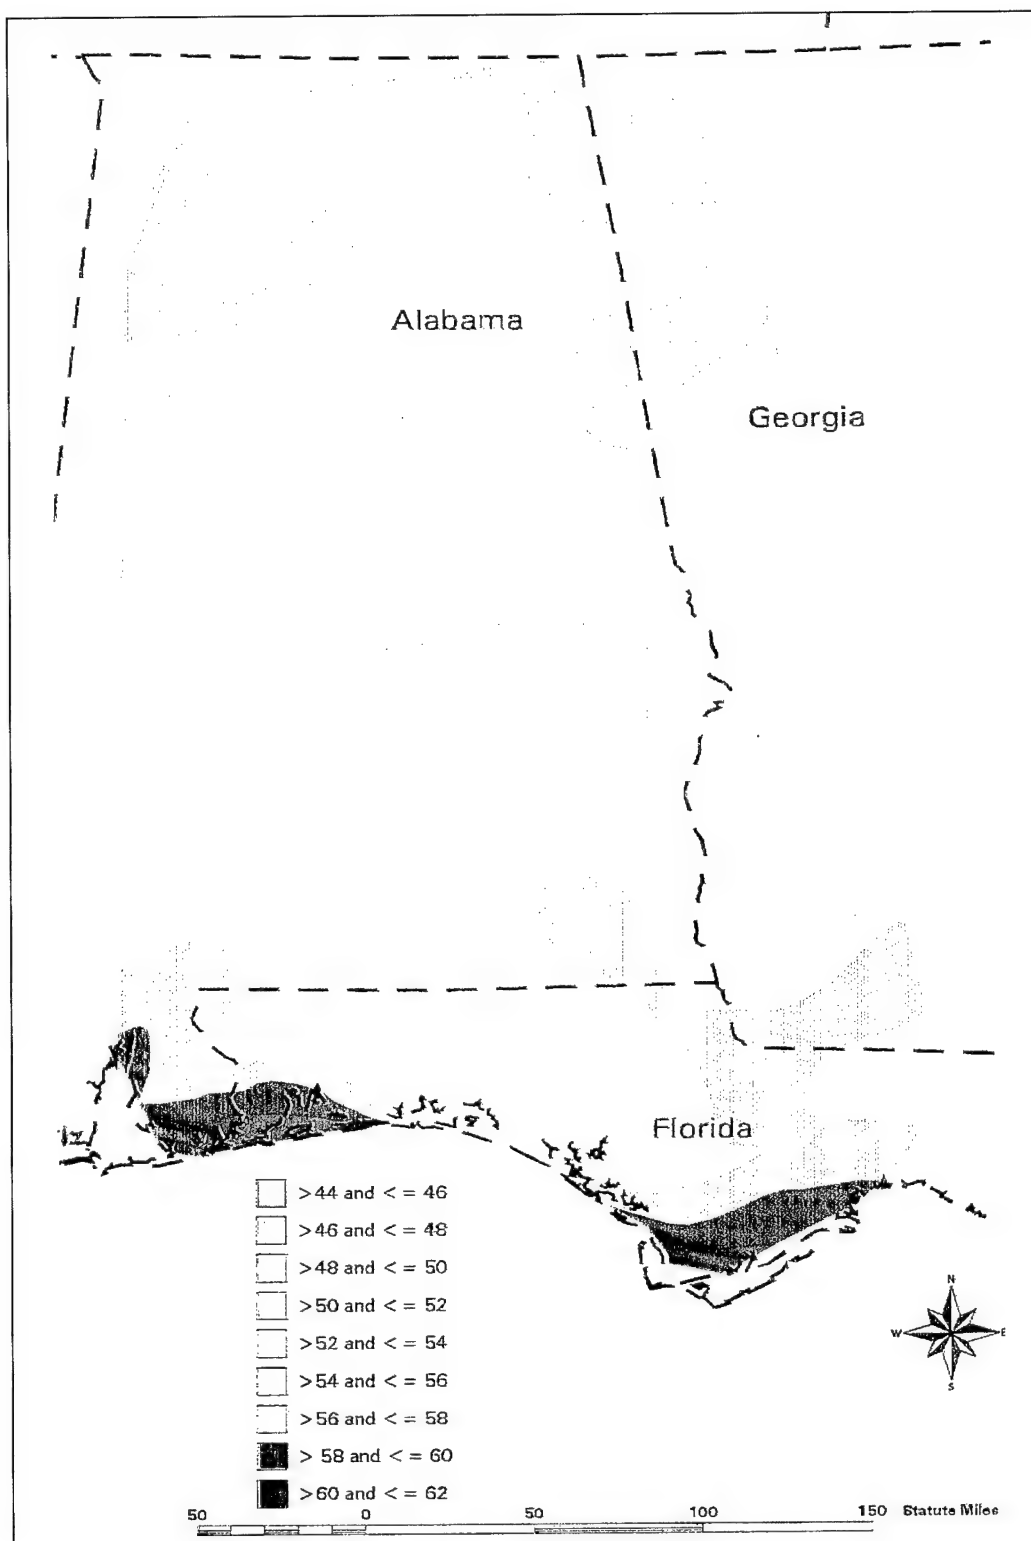 Alabama
Georgia
Florida
>44 and <= 46
>46 and <= 48
>48 and <= 50
>50 and <= 52
>52 and <= 54
>54 and <= 56
>56 and <= 58
> 58 and <= 60
>60 and <= 62
N
W E
S
50 0 50 100 150 Statute Miles